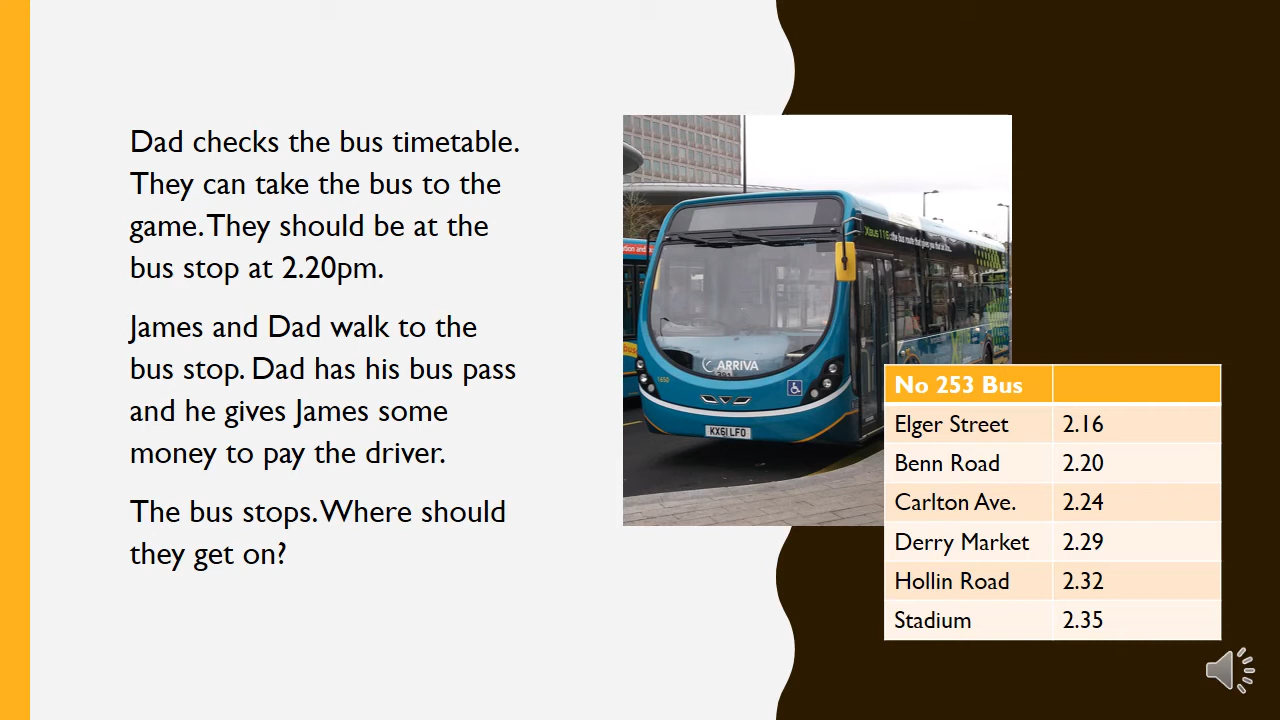 Dad checks the bus timetable.
They can take the bus to the
game. They should be at the
bus stop at 2.20pm.
James and Dad walk to the
bus stop. Dad has his bus pass
and he gives James some
money to pay the driver.
The bus stops. Where should
they get on?
ARRIVA
KX61 LFO
No 253 Bus
Elger Street 2.16
Benn Road 2.20
Carlton Ave. 2.24
Derry Market 2.29
Hollin Road 2.32
Stadium 2.35